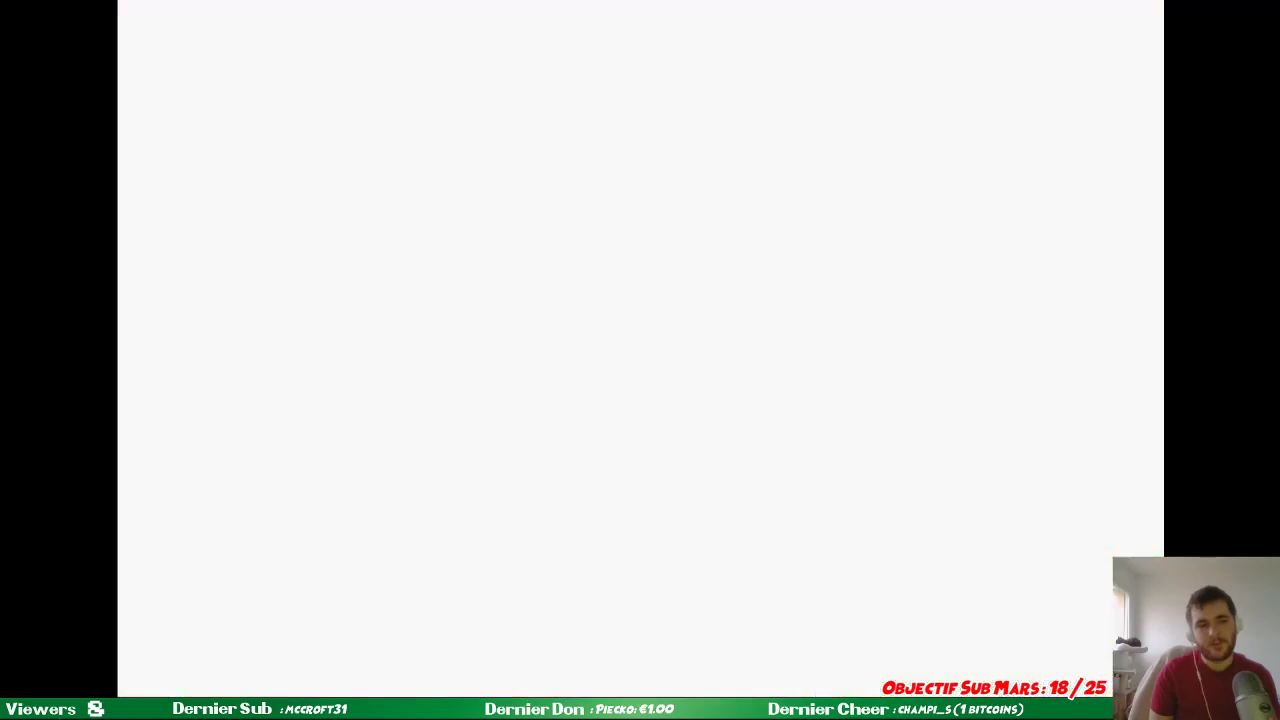 Objectif Sub Mars : 18 / 25
Viewers 8
Dernier Sub : mccroft31
Dernier Don : Piecko: €1.00
Dernier Cheer : champi_s (1 bitcoins)